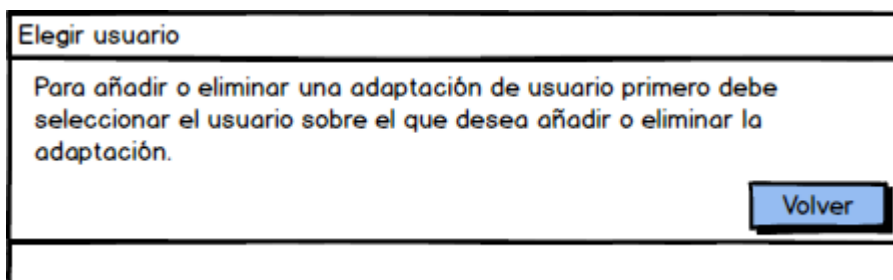 Elegir usuario
Para añadir o eliminar una adaptación de usuario primero debe
seleccionar el usuario sobre el que desea añadir o eliminar la
adaptación.
Volver